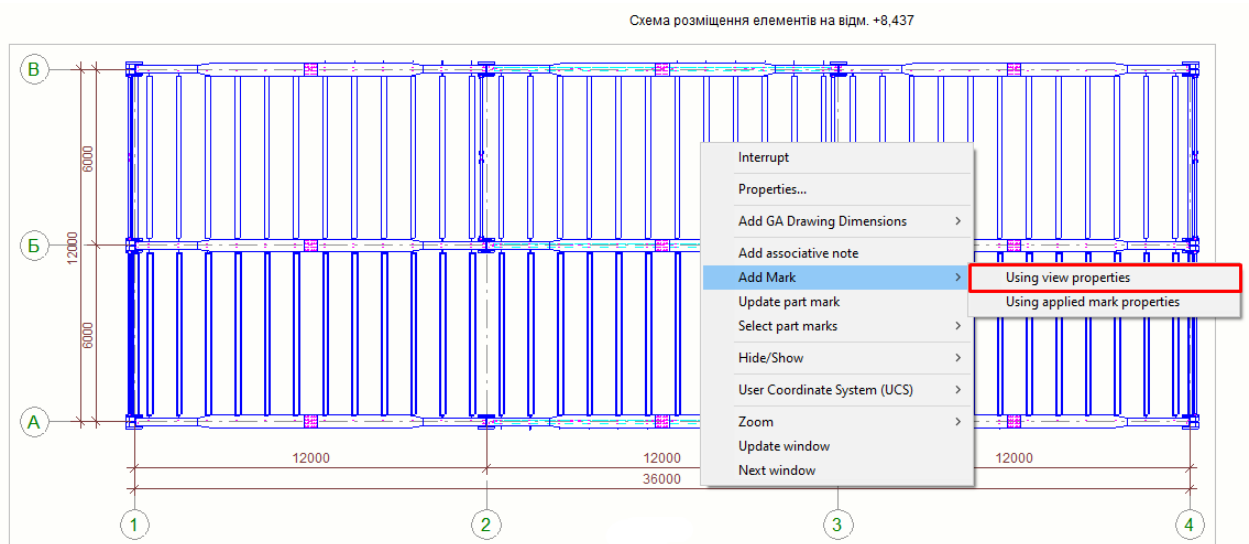 Схема розміщення елементів на відм. +8,437
В
6000
Interrupt
Properties...
Add GA Drawing Dimensions
Б
12000
Add associative note
Add Mark
Using view properties
Update part mark
Using applied mark properties
Select part marks
6000
Hide/Show
User Coordinate System (UCS)
А
Zoom
Update window
12000
12000
12000
Next window
36000
1
2
3
4